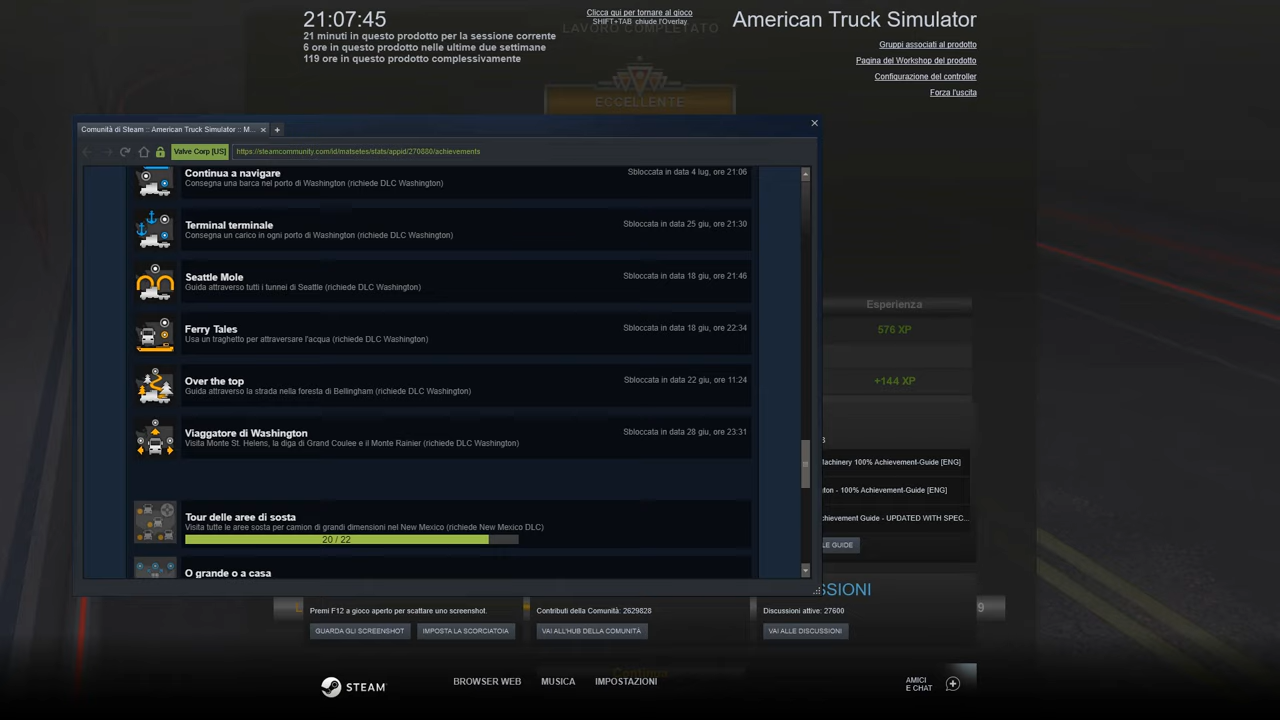 21:07:45
21 minuti in questo prodotto per la sessione corrente
6 ore in questo prodotto nelle ultime due settimane
119 ore in questo prodotto complessivamente
Clicca qui per tornare al gioco
SHIFT+TAB chiude l'Overlay
LAVORO COMPLETATO
ECCELLENTE
American Truck Simulator
Gruppi associati al prodotto
Pagina del Workshop del prodotto
Configurazione del controller
Forza l'uscita
Comunità di Steam :: American Truck Simulator :: M...
Valve Corp [US]
https://steamcommunity.com/id/matsetes/stats/appid/270880/achievements
Continua a navigare
Consegna una barca nel porto di Washington (richiede DLC Washington)
Sbloccata in data 4 lug, ore 21:06
Terminal terminale
Consegna un carico in ogni porto di Washington (richiede DLC Washington)
Sbloccata in data 25 giu, ore 21:30
Seattle Mole
Guida attraverso tutti i tunnel di Seattle (richiede DLC Washington)
Sbloccata in data 18 giu, ore 21:46
Ferry Tales
Usa un traghetto per attraversare l'acqua (richiede DLC Washington)
Sbloccata in data 18 giu, ore 22:34
Over the top
Guida attraverso la strada nella foresta di Bellingham (richiede DLC Washington)
Sbloccata in data 22 giu, ore 11:24
Viaggatore di Washington
Visita Monte St. Helens, la diga di Grand Coulee e il Monte Rainier (richiede DLC Washington)
Sbloccata in data 28 giu, ore 23:31
Tour delle aree di sosta
Visita tutte le aree sosta per camion di grandi dimensioni nel New Mexico (richiede New Mexico DLC)
20 / 22
O grande o a casa
Esperienza
576 XP
+144 XP
achinery 100% Achievement-Guide [ENG]
ton - 100% Achievement-Guide [ENG]
chievement Guide - UPDATED WITH SPEC...
LE GUIDE
SSIONI
Premi F12 a gioco aperto per scattare uno screenshot.
GUARDA GLI SCREENSHOT
IMPOSTA LA SCORCIATOIA
Contributi della Comunità: 2629828
VAI ALL'HUB DELLA COMUNITÀ
Discussioni attive: 27600
VAI ALLE DISCUSSIONI
9
Continua
STEAM
BROWSER WEB
MUSICA
IMPOSTAZIONI
AMICI
E CHAT